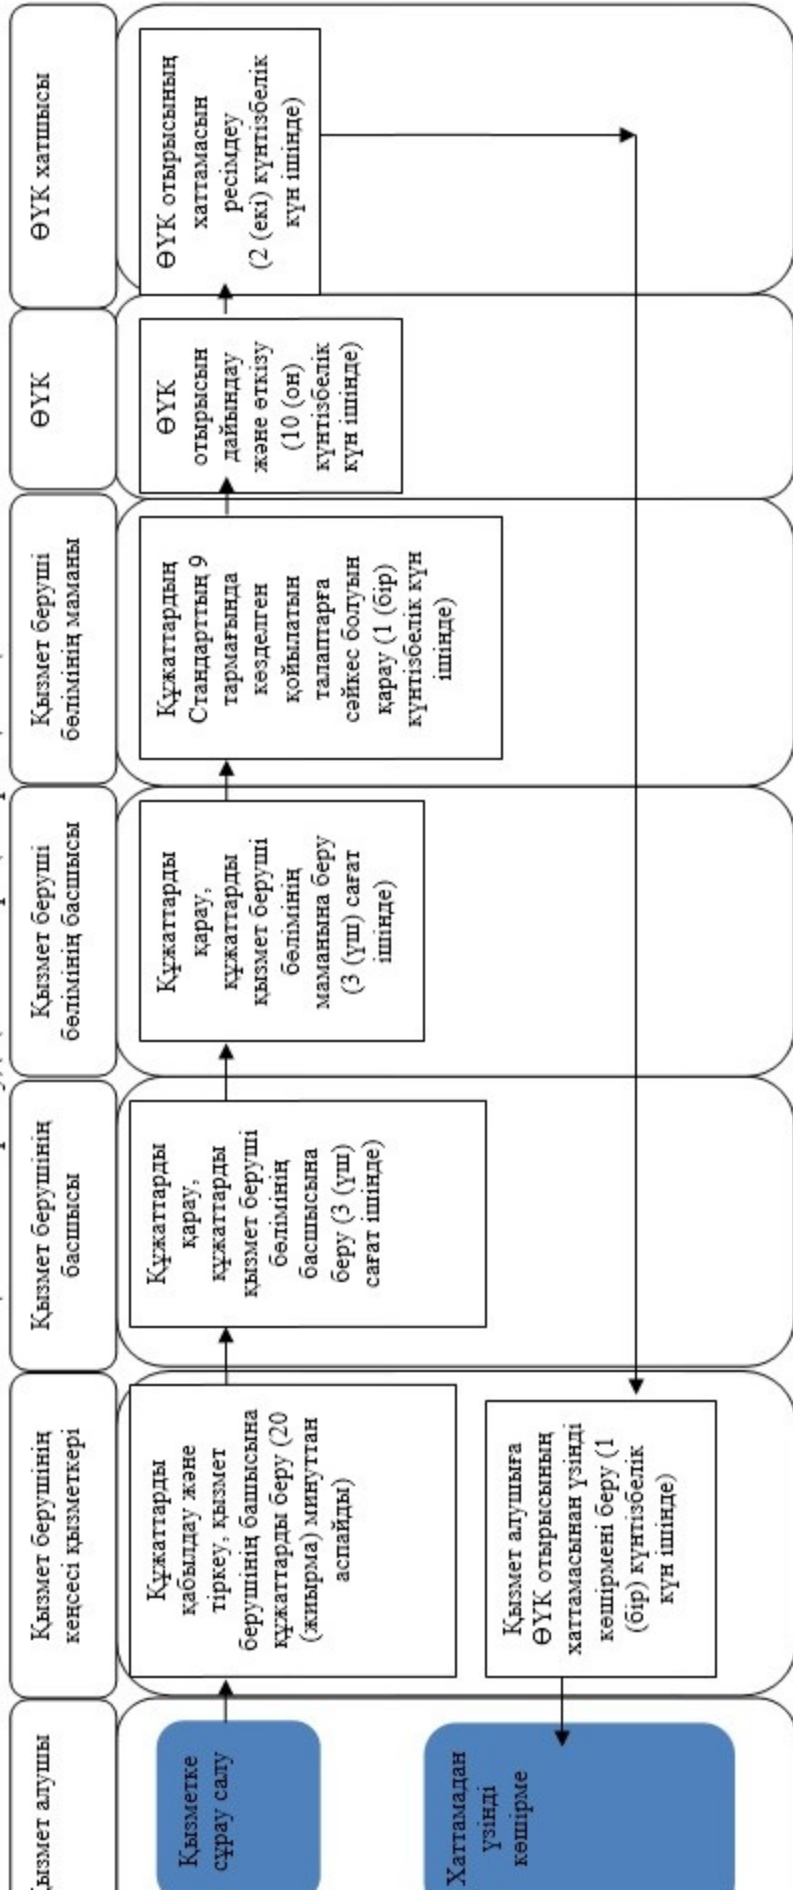 ызмет алушы
Қызмет берушінің
кеңсесі қызметкері
Қызмет берушінің
басшысы
Қызмет беруші
бөлімінің басшысы
Қызмет беруші
бөлімінің маманы
ӨҮК
ӨҮК хатшысы
Қызметке
сұрау салу
Құжаттарды
қабылдау және
тіркеу, қызмет
берушінің башысына
құжаттарды беру (20
(жиырма) минуттан
аспайды)
Құжаттарды
қарау,
құжаттарды
қызмет беруші
бөлімінің
басшысына
беру (3 (үш)
сағат ішінде)
Құжаттарды
қарау,
құжаттарды
қызмет беруші
бөлімінің
маманына беру
(3 (үш) сағат
ішінде)
Құжаттардың
Стандарттың 9
тармағында
көзделген
қойылатын
талаптарға
сәйкес болуын
қарау (1 (бір)
күнтізбелік күн
ішінде)
ӨҮК
отырысын
дайындау
және өткізу
(10 (он)
күнтізбелік
күн ішінде)
ӨҮК отырысының
хаттамасын
ресімдеу
(2 (екі) күнтізбелік
күн ішінде)
Қызмет алушыға
ӨҮК отырысының
хаттамасынан үзінді
көшірмені беру (1
(бір) күнтізбелік
күн ішінде)
Хаттамадан
үзінді
көшірме